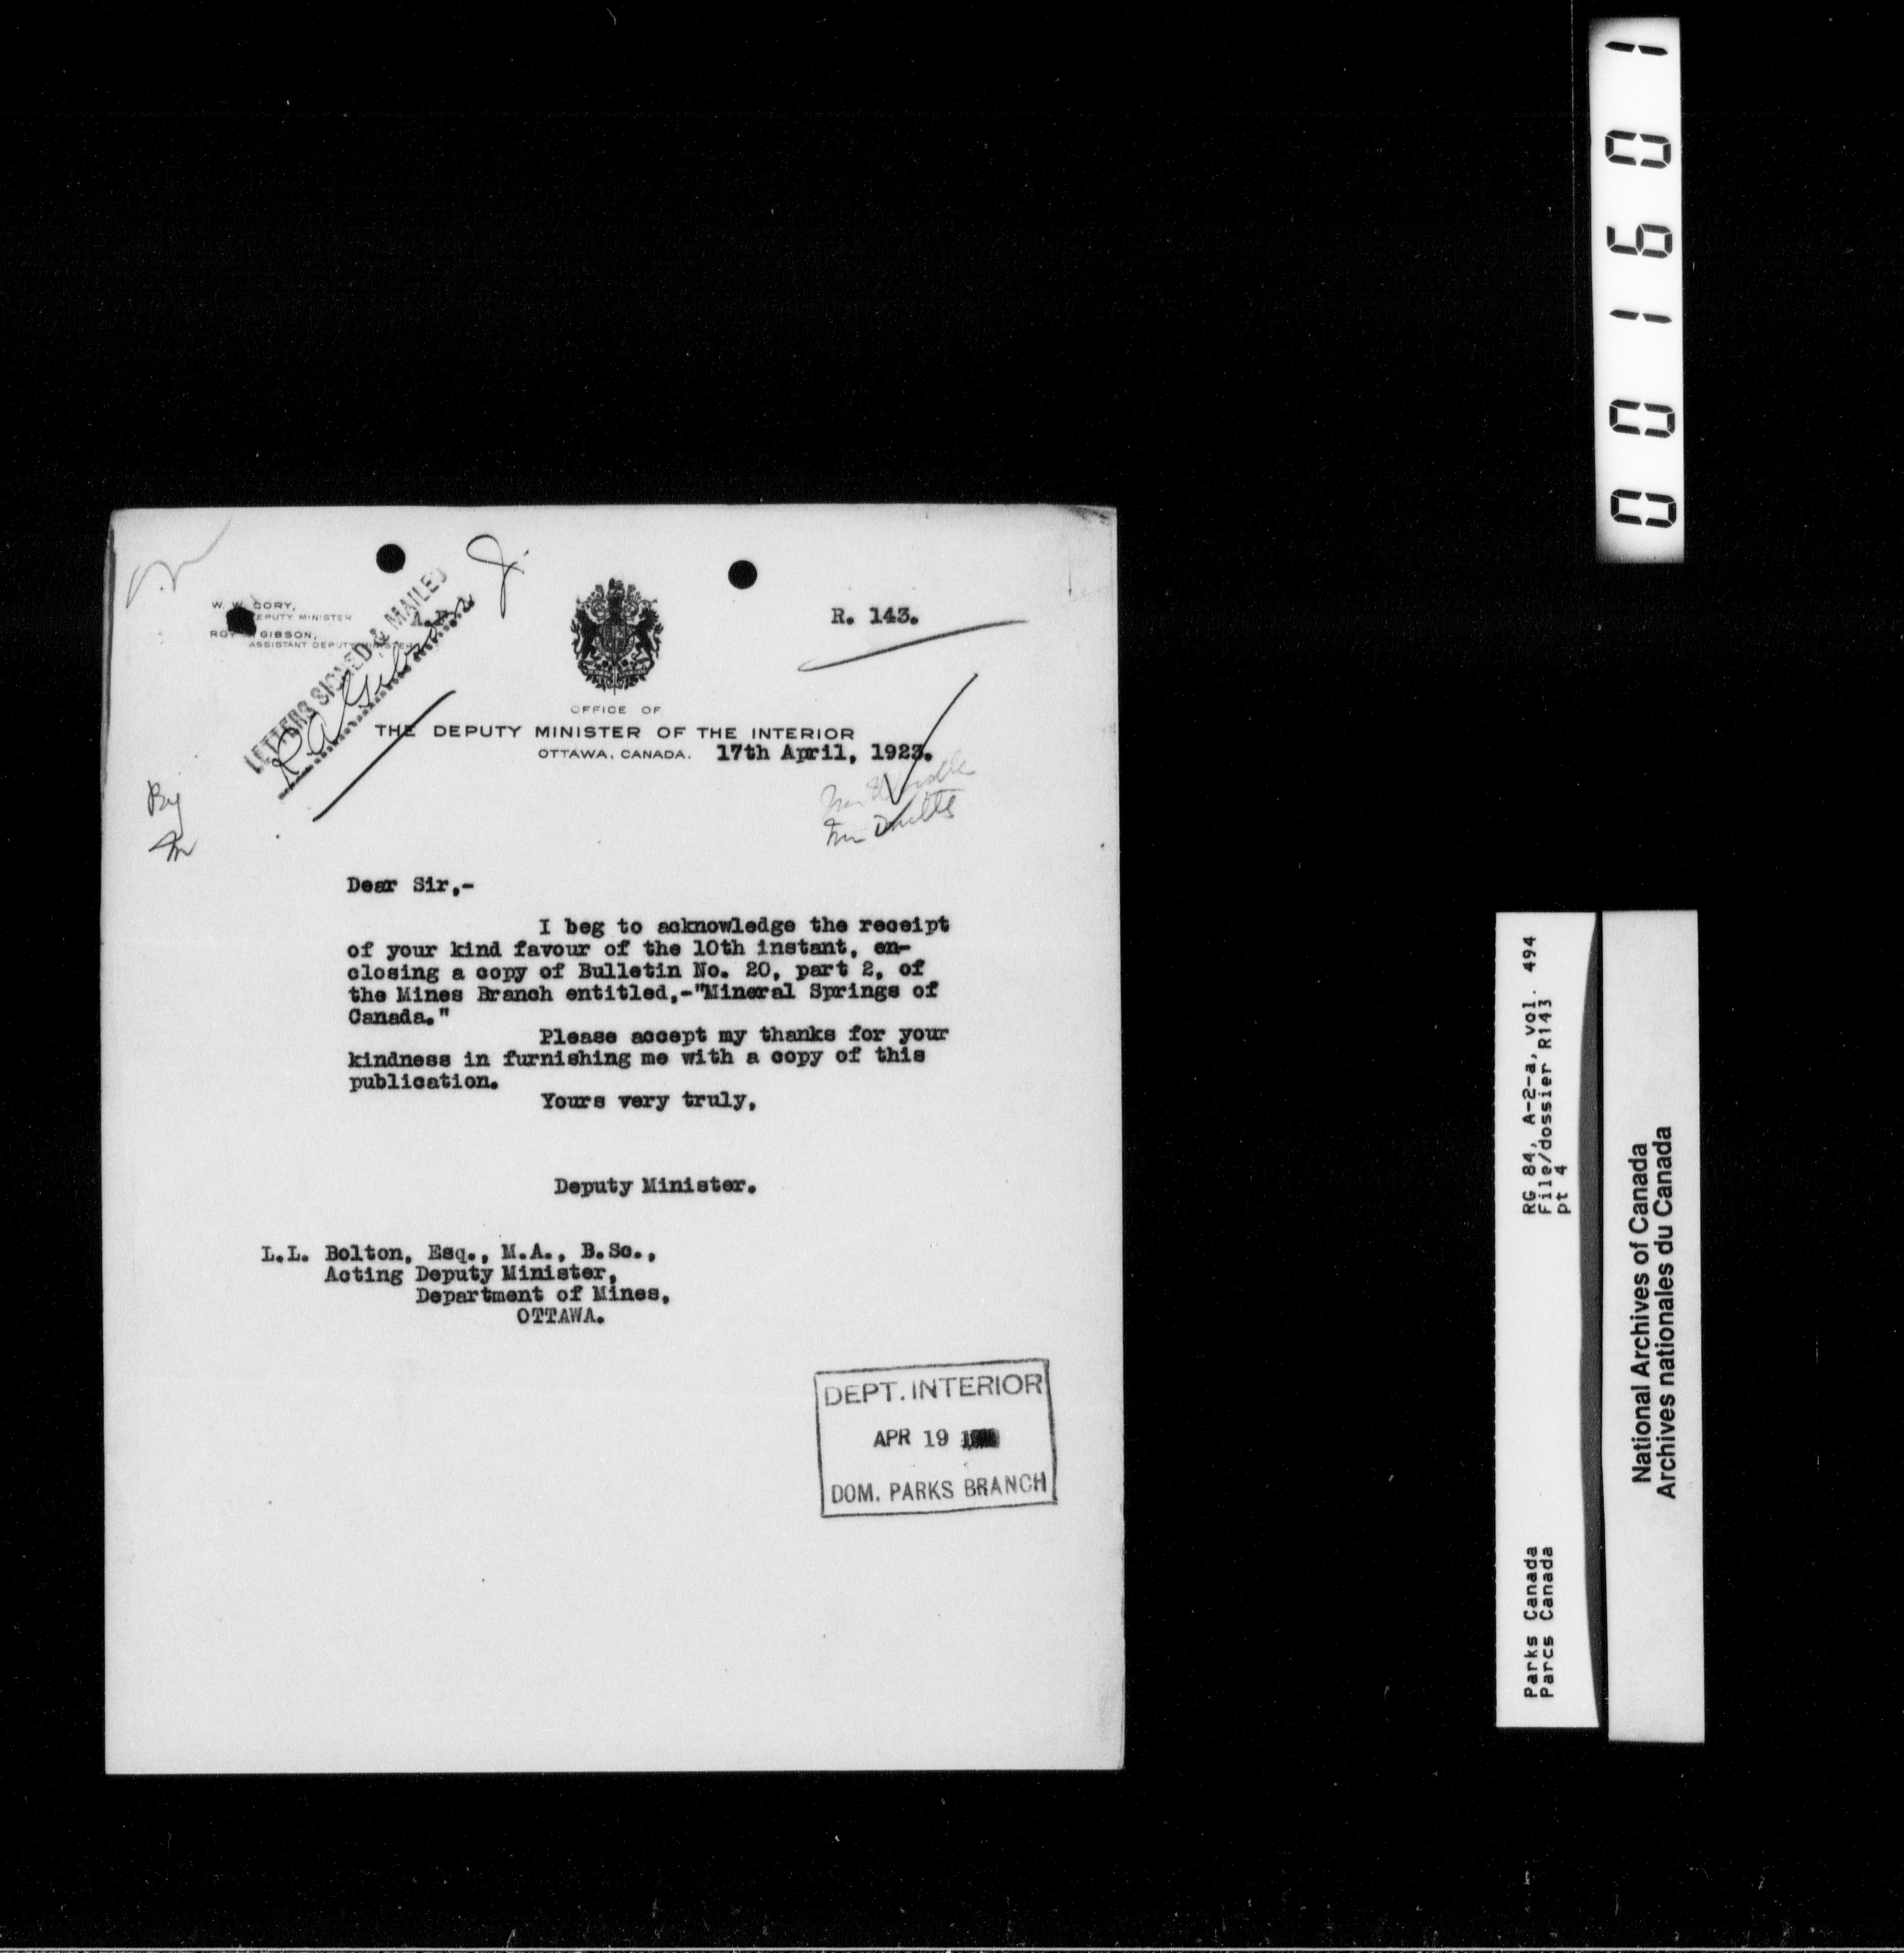 W. W. CORY,
DEPUTY MINISTER
ROY GIBSON,
ASSISTANT DEPUTY MINISTER
LETTERS SIGNED & MAILED
R A Gibson
R. 143.
OFFICE OF
THE DEPUTY MINISTER OF THE INTERIOR
OTTAWA, CANADA. 17th April, 1923.
Dear Sir,-
I beg to acknowledge the receipt
of your kind favour of the 10th instant, en-
closing a copy of Bulletin No. 20, part 2, of
the Mines Branch entitled,-"Mineral Springs of
Canada."
Please accept my thanks for your
kindness in furnishing me with a copy of this
publication.
Yours very truly,
Deputy Minister.
L.L. Bolton, Esq., M.A., B.Sc.,
Acting Deputy Minister,
Department of Mines,
OTTAWA.
DEPT. INTERIOR
APR 19
DOM. PARKS BRANCH
001601
RG 84, A-2-a, vol. 494
File/dossier R143
pt 4
Parks Canada
Parcs Canada
National Archives of Canada
Archives nationales du Canada